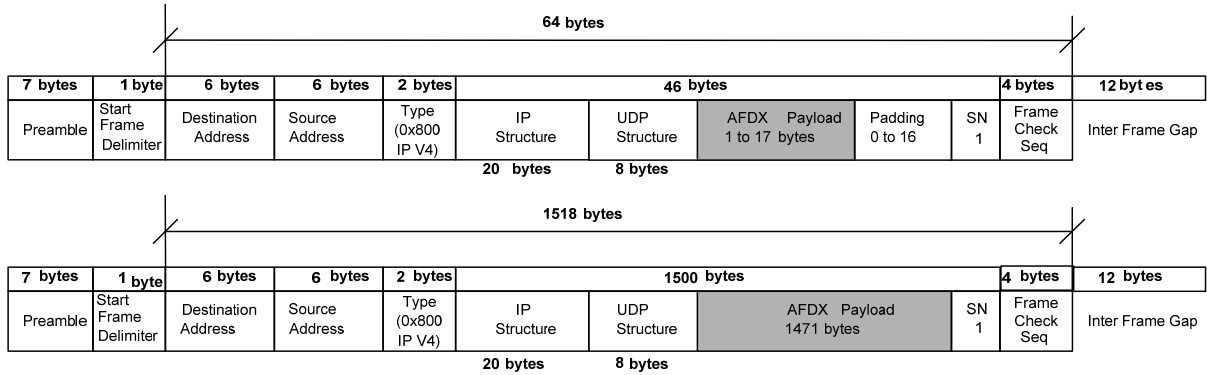 64 bytes
7 bytes
1 byte
6 bytes
6 bytes
2 bytes
46 bytes
4 bytes
12 byt es
Preamble
Start
Frame
Delimiter
Destination
Address
Source
Address
Type
(0x800
IP V4)
IP
Structure
UDP
Structure
AFDX Payload
1 to 17 bytes
Padding
0 to 16
SN
1
Frame
Check
Seq
Inter Frame Gap
20 bytes
8 bytes
1518 bytes
7 bytes
1 byte
6 bytes
6 bytes
2 bytes
1500 bytes
4 bytes
12 bytes
Preamble
Start
Frame
Delimiter
Destination
Address
Source
Address
Type
(0x800
IP V4)
IP
Structure
UDP
Structure
AFDX Payload
1471 bytes
SN
1
Frame
Check
Seq
Inter Frame Gap
20 bytes
8 bytes